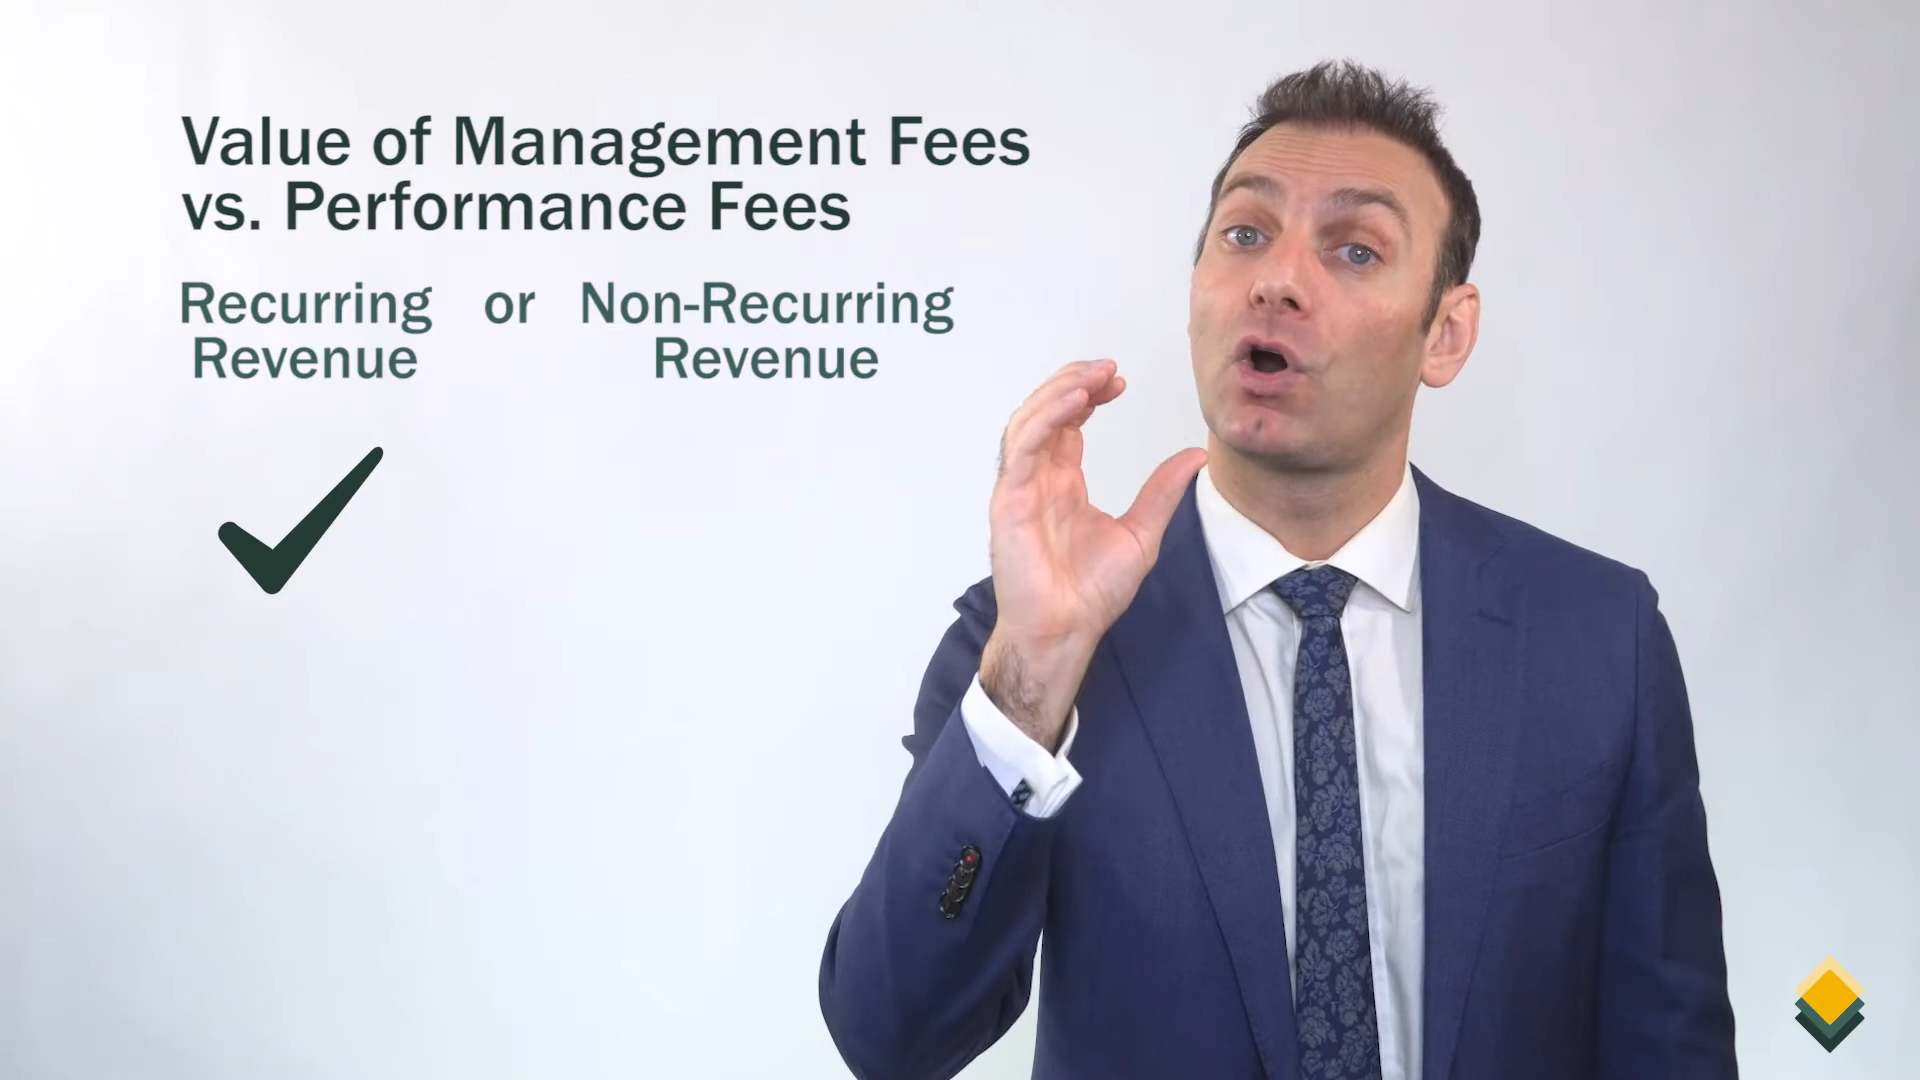 Value of Management Fees
vs. Performance Fees
Recurring or Non-Recurring
Revenue Revenue